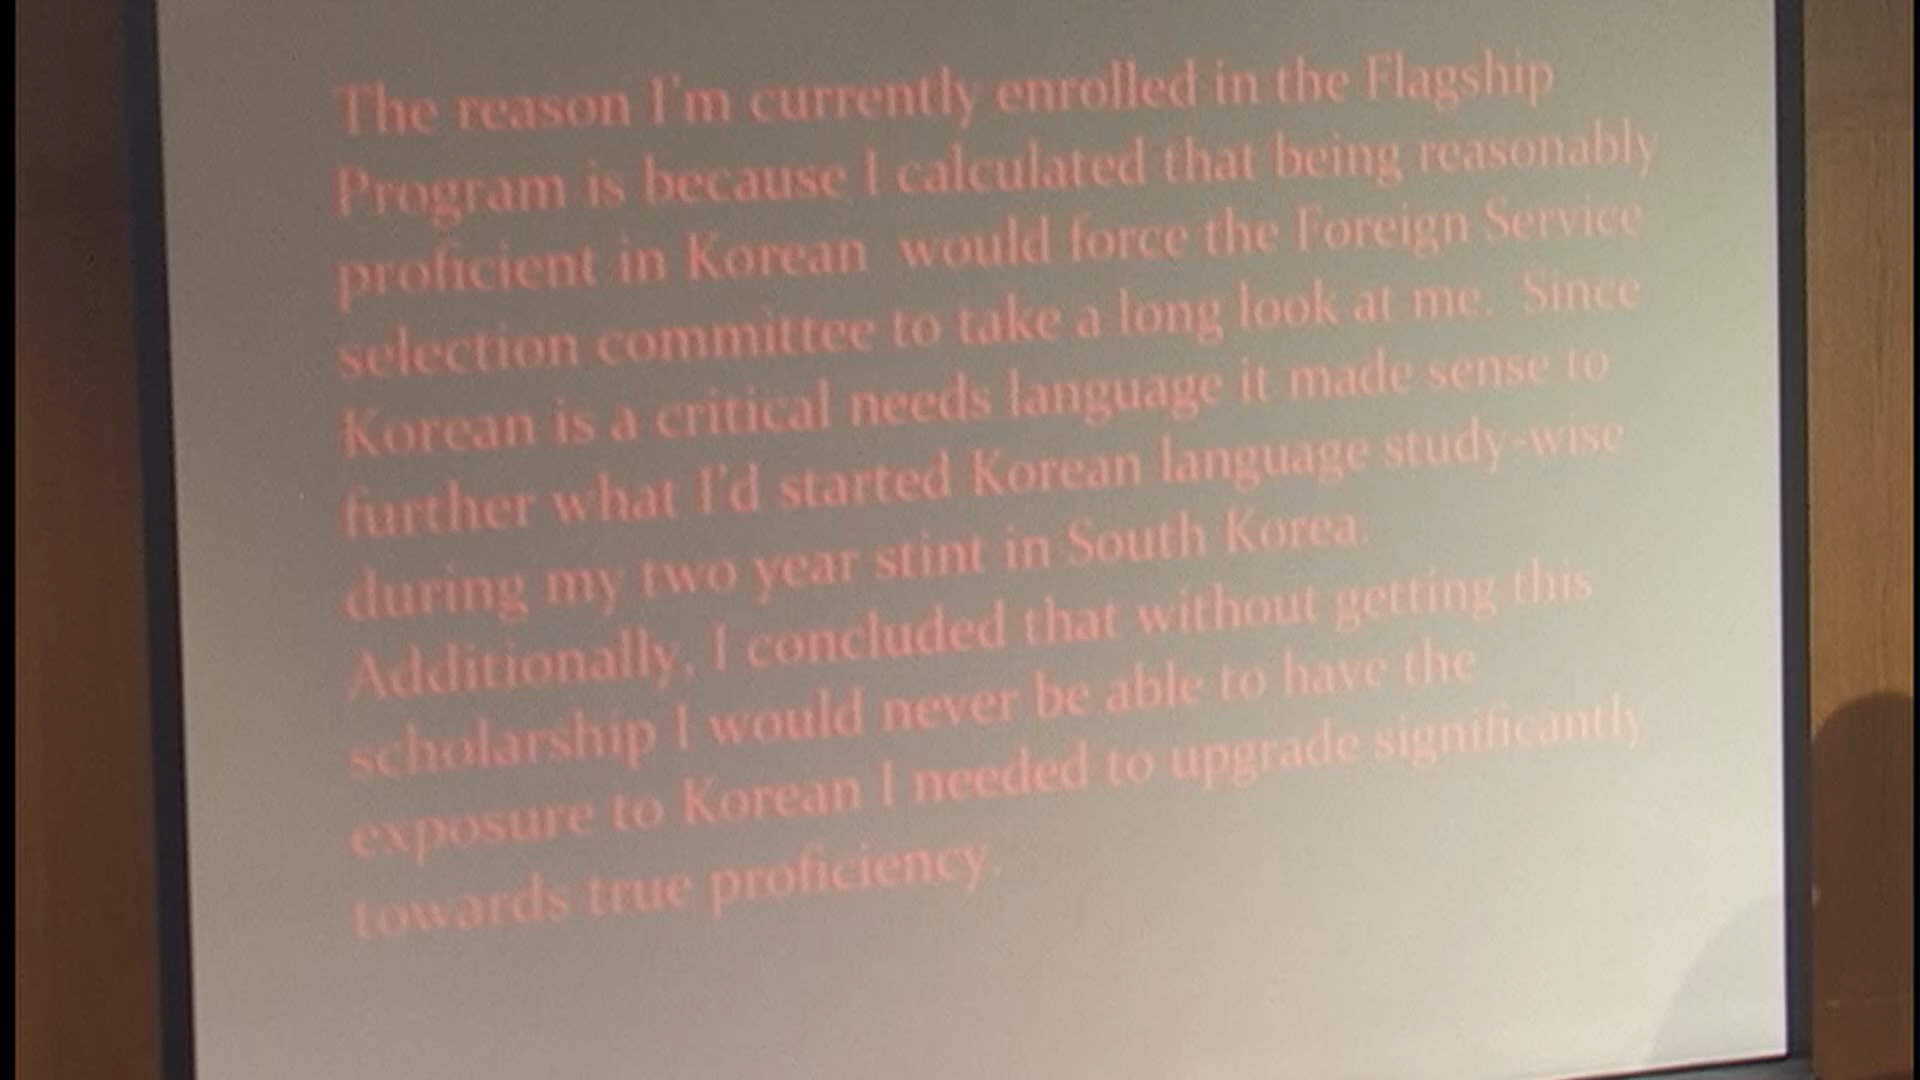 The reason I'm currently enrolled in the Flagship
Program is because I calculated that being reasonably
proficient in Korean would force the Foreign Service
selection committee to take a long look at me. Since
Korean is a critical needs language it made sense to
further what I'd started Korean language study-wise
during my two year stint in South Korea.
Additionally, I concluded that without getting this
scholarship I would never be able to have the
exposure to Korean I needed to upgrade significantly
towards true proficiency.